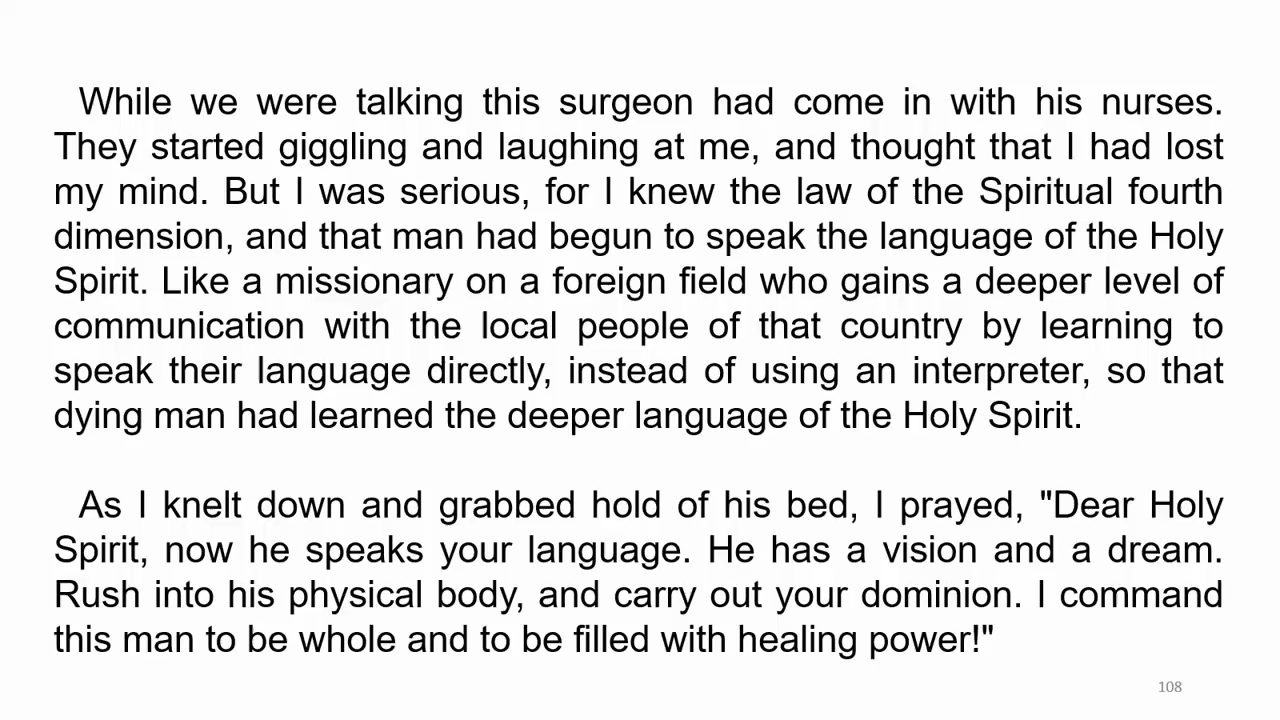 While we were talking this surgeon had come in with his nurses.
They started giggling and laughing at me, and thought that I had lost
my mind. But I was serious, for I knew the law of the Spiritual fourth
dimension, and that man had begun to speak the language of the Holy
Spirit. Like a missionary on a foreign field who gains a deeper level of
communication with the local people of that country by learning to
speak their language directly, instead of using an interpreter, so that
dying man had learned the deeper language of the Holy Spirit.
As I knelt down and grabbed hold of his bed, I prayed, "Dear Holy
Spirit, now he speaks your language. He has a vision and a dream.
Rush into his physical body, and carry out your dominion. I command
this man to be whole and to be filled with healing power!"
108